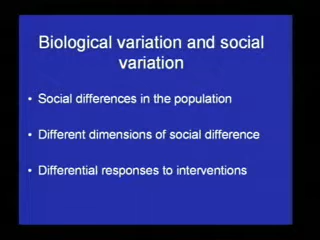 Biological variation and social
variation
• Social differences in the population
• Different dimensions of social difference
• Differential responses to interventions